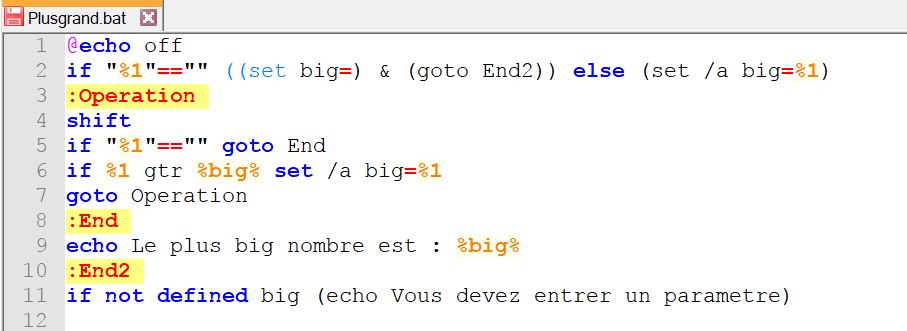 Plusgrand.bat
1 @echo off
2 if "%1"=="" ((set big=) & (goto End2)) else (set /a big=%1)
3 :Operation
4 shift
5 if "%1"=="" goto End
6 if %1 gtr %big% set /a big=%1
7 goto Operation
8 :End
9 echo Le plus big nombre est : %big%
10 :End2
11 if not defined big (echo Vous devez entrer un parametre)
12